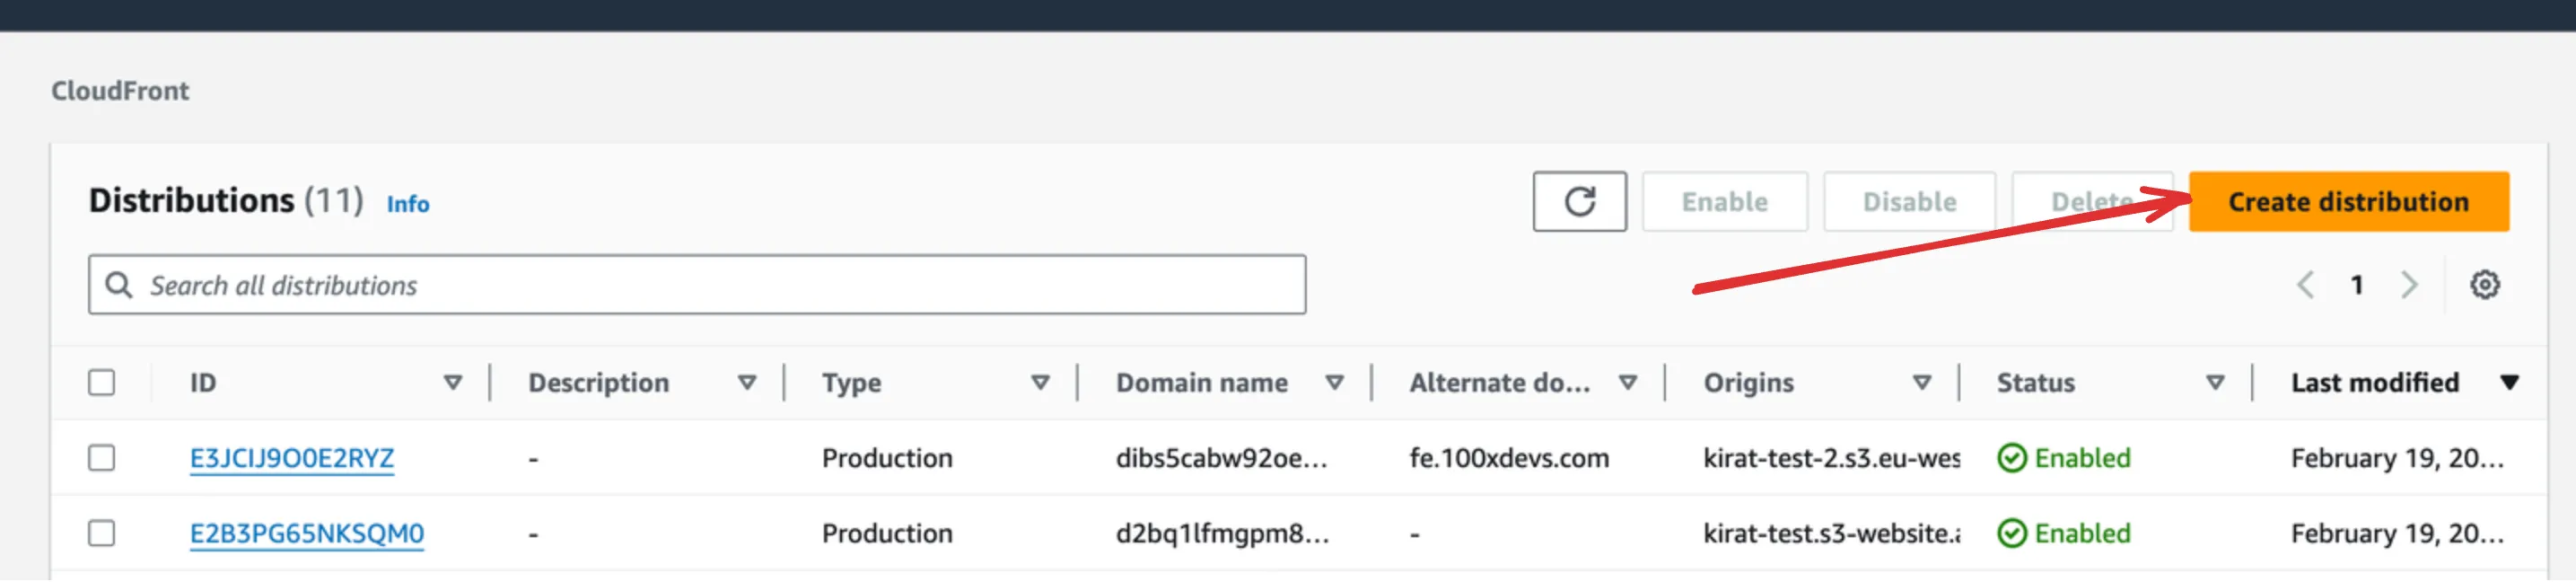 CloudFront
Distributions (11) Info
Enable Disable Delete Create distribution
Search all distributions
1
ID Description Type Domain name Alternate do... Origins Status Last modified
E3JCIJ9O0E2RYZ - Production dibs5cabw92oe... fe.100xdevs.com kirat-test-2.s3.eu-wes Enabled February 19, 20...
E2B3PG65NKSQM0 - Production d2bq1lfmgpm8... - kirat-test.s3-website. Enabled February 19, 20...